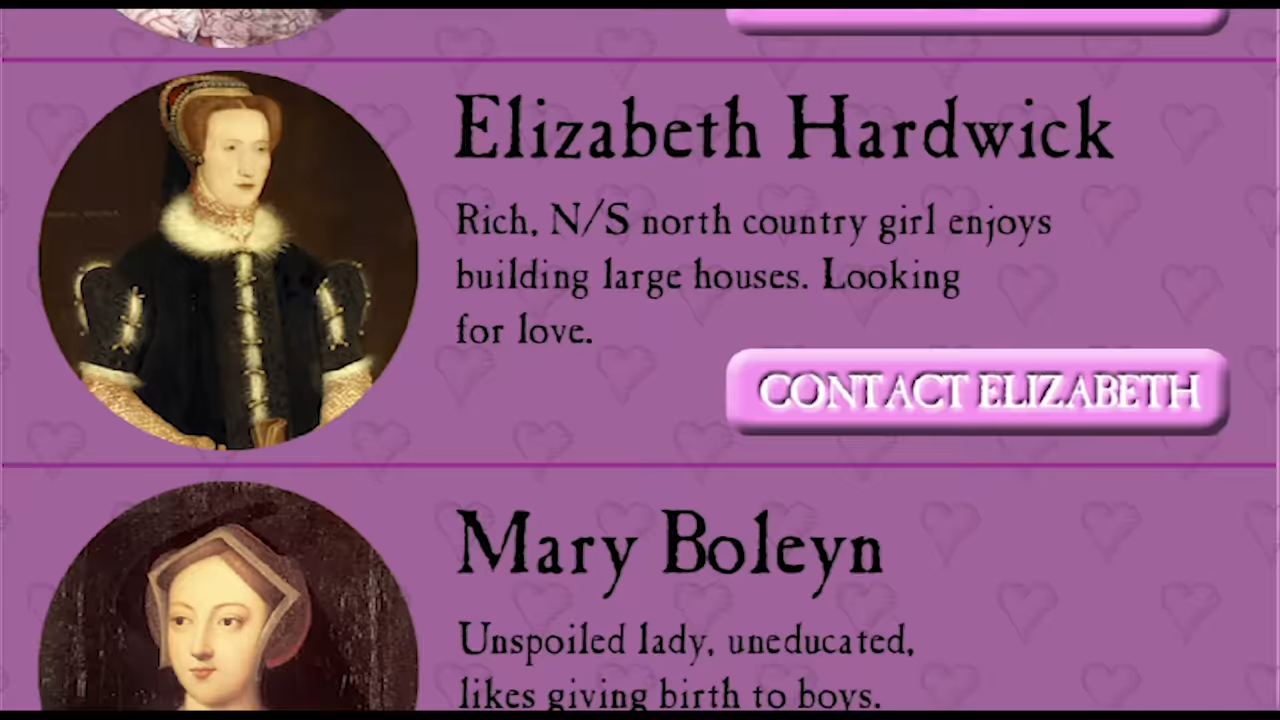 Elizabeth Hardwick
Rich, N/S north country girl enjoys
building large houses. Looking
for love.
CONTACT ELIZABETH
Mary Boleyn
Unspoiled lady, uneducated,
likes giving birth to boys.